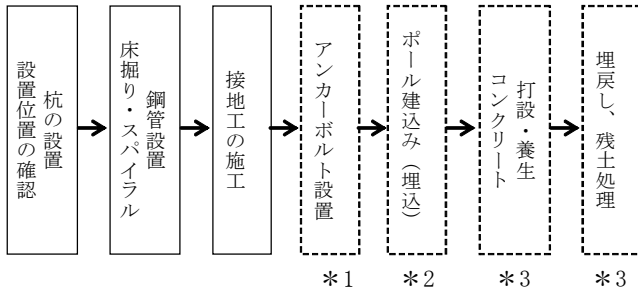 設置位置の確認
杭の設置
床掘り・スパイラル
鋼管設置
接地工の施工
アンカーボルト設置
ポール建込み（埋込）
コンクリート
打設・養生
埋戻し、残土処理
＊1
＊2
＊3
＊3